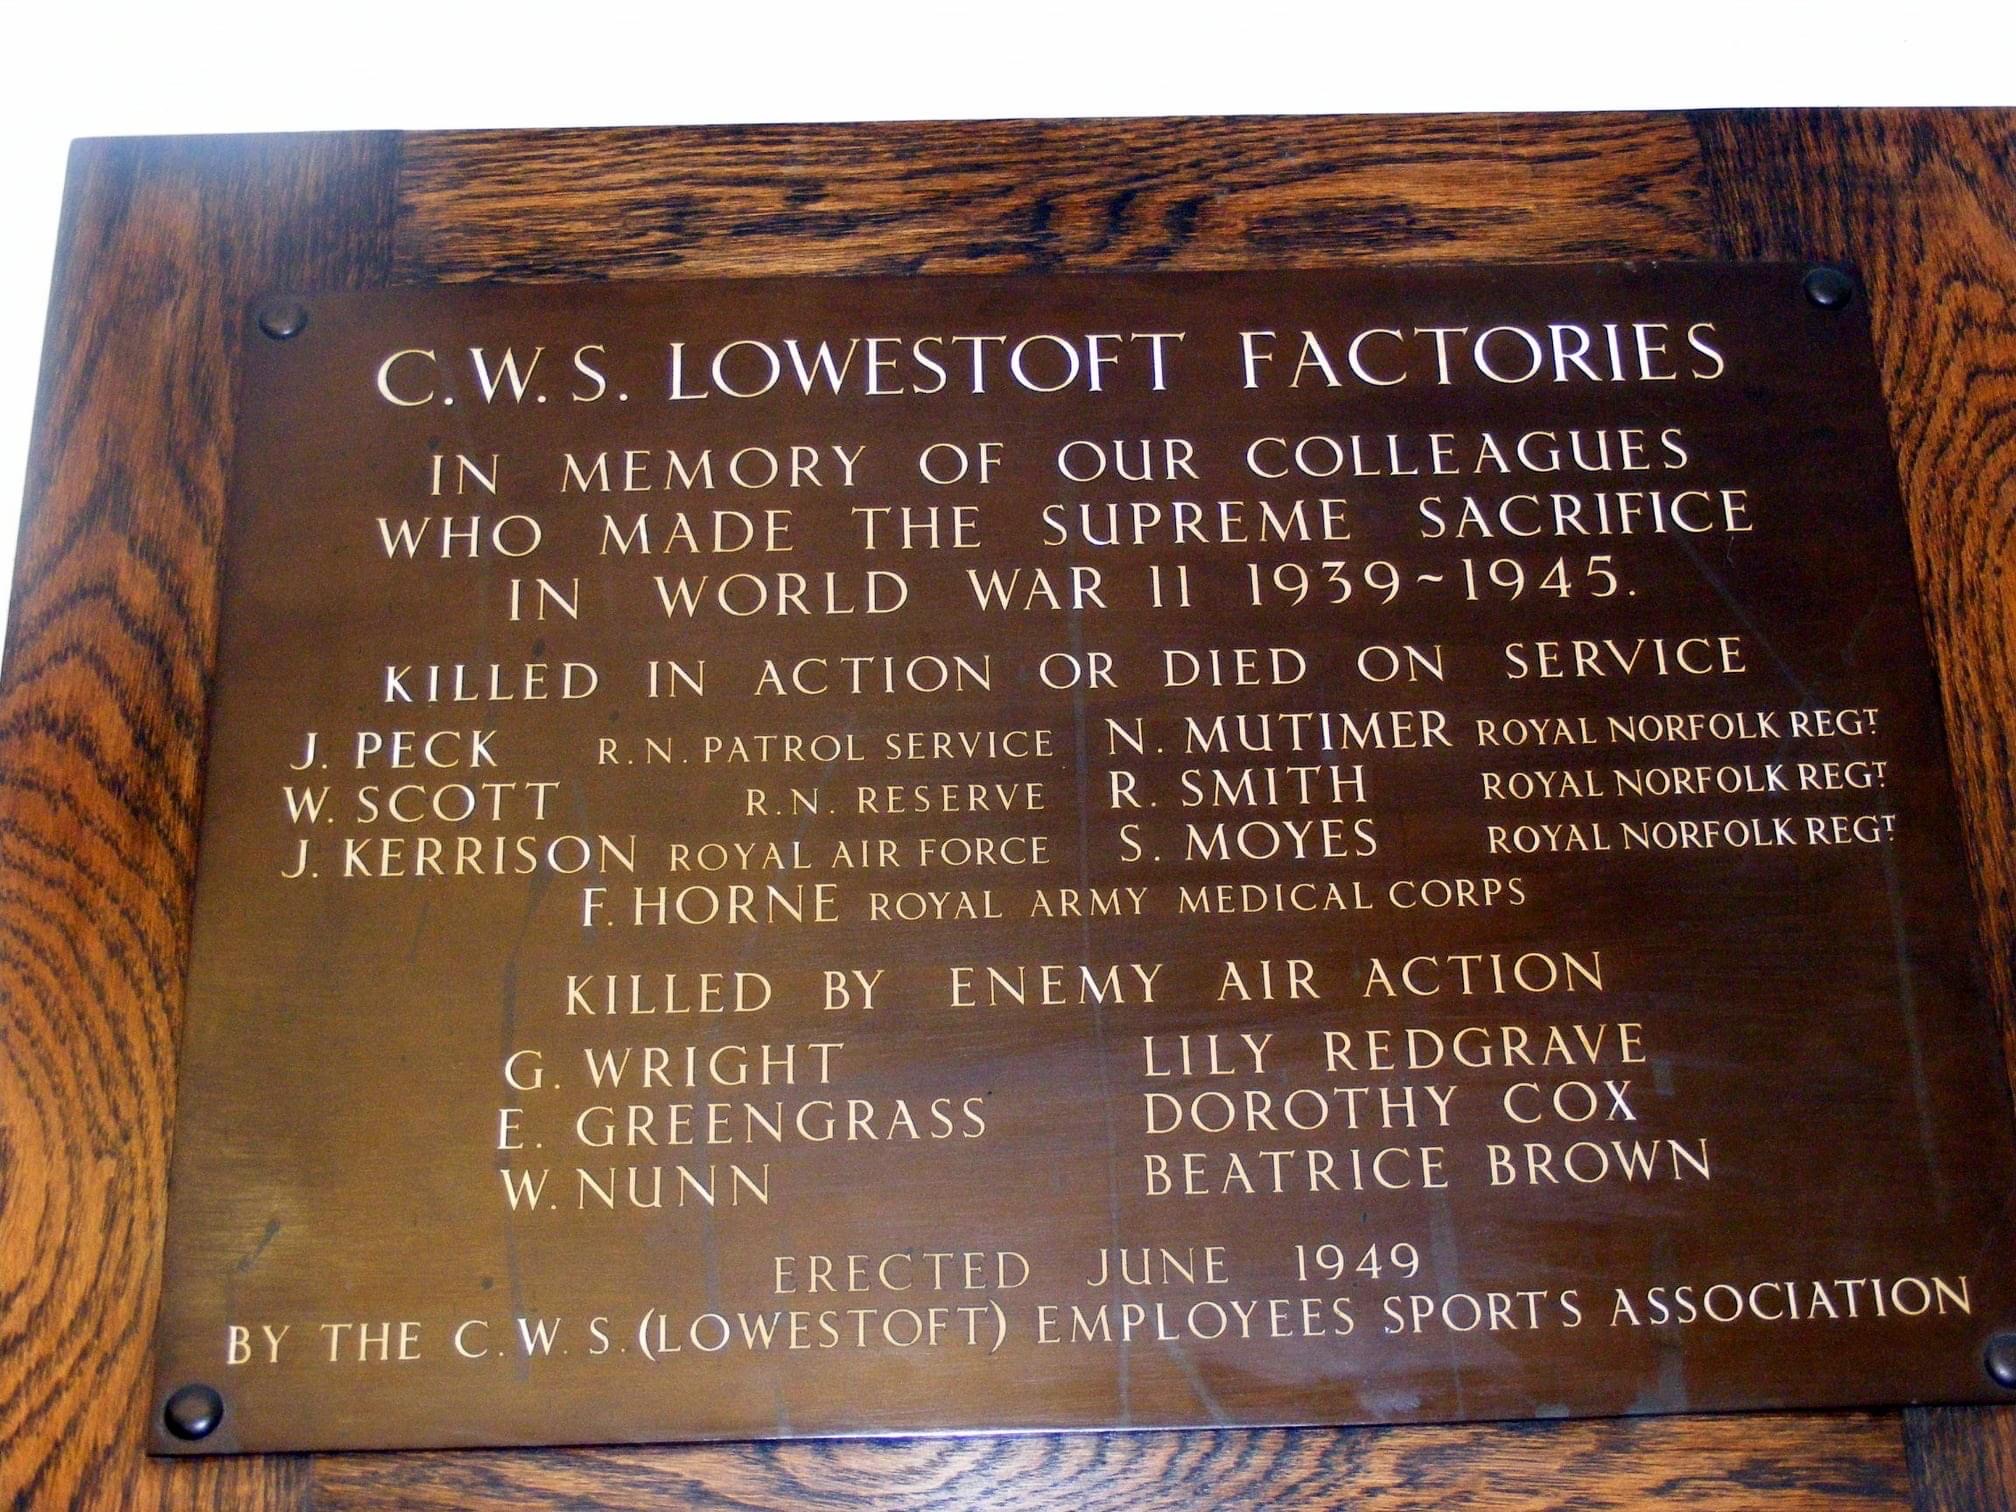 C.W.S. LOWESTOFT FACTORIES
IN MEMORY OF OUR COLLEAGUES
WHO MADE THE SUPREME SACRIFICE
IN WORLD WAR II 1939~1945.
KILLED IN ACTION OR DIED ON SERVICE
J. PECK R.N. PATROL SERVICE N. MUTIMER ROYAL NORFOLK REGT.
W. SCOTT R.N. RESERVE R. SMITH ROYAL NORFOLK REGT.
J. KERRISON ROYAL AIR FORCE S. MOYES ROYAL NORFOLK REGT.
F. HORNE ROYAL ARMY MEDICAL CORPS
KILLED BY ENEMY AIR ACTION
G. WRIGHT LILY REDGRAVE
E. GREENGRASS DOROTHY COX
W. NUNN BEATRICE BROWN
ERECTED JUNE 1949
BY THE C.W.S. (LOWESTOFT) EMPLOYEES SPORTS ASSOCIATION